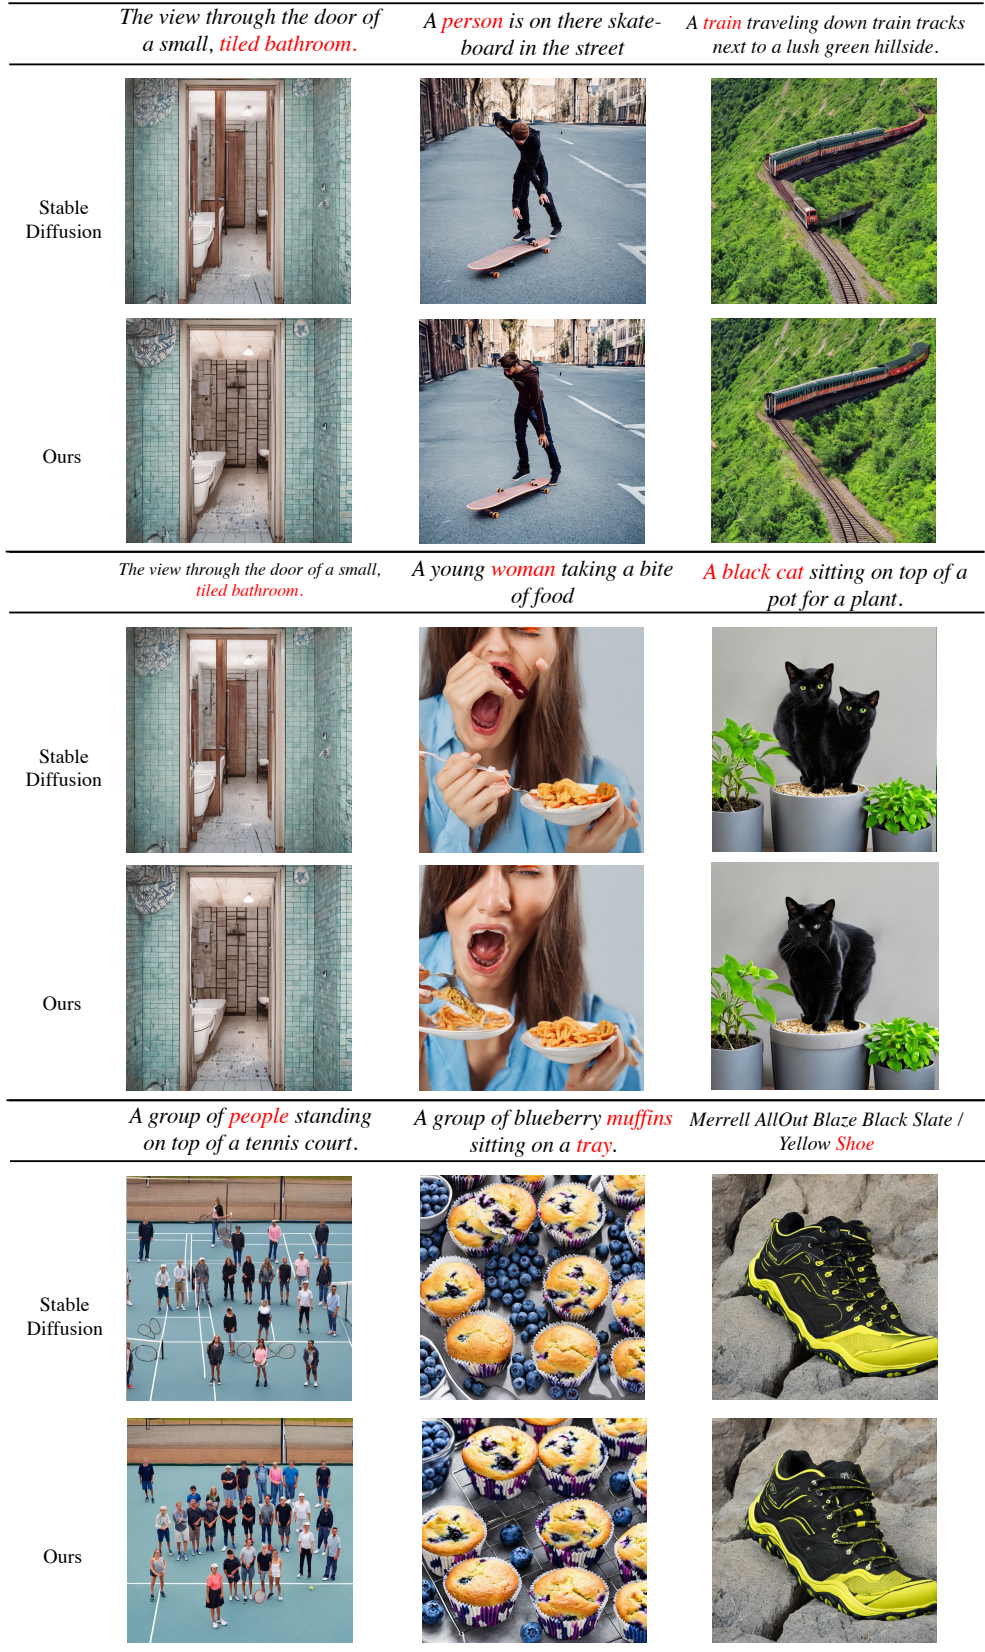 The view through the door of
a small, tiled bathroom.
A person is on there skate-
board in the street
A train traveling down train tracks
next to a lush green hillside.
Stable
Diffusion
Ours
The view through the door of a small,
tiled bathroom.
A young woman taking a bite
of food
A black cat sitting on top of a
pot for a plant.
Stable
Diffusion
Ours
A group of people standing
on top of a tennis court.
A group of blueberry muffins
sitting on a tray.
Merrell AllOut Blaze Black Slate /
Yellow Shoe
Stable
Diffusion
Ours